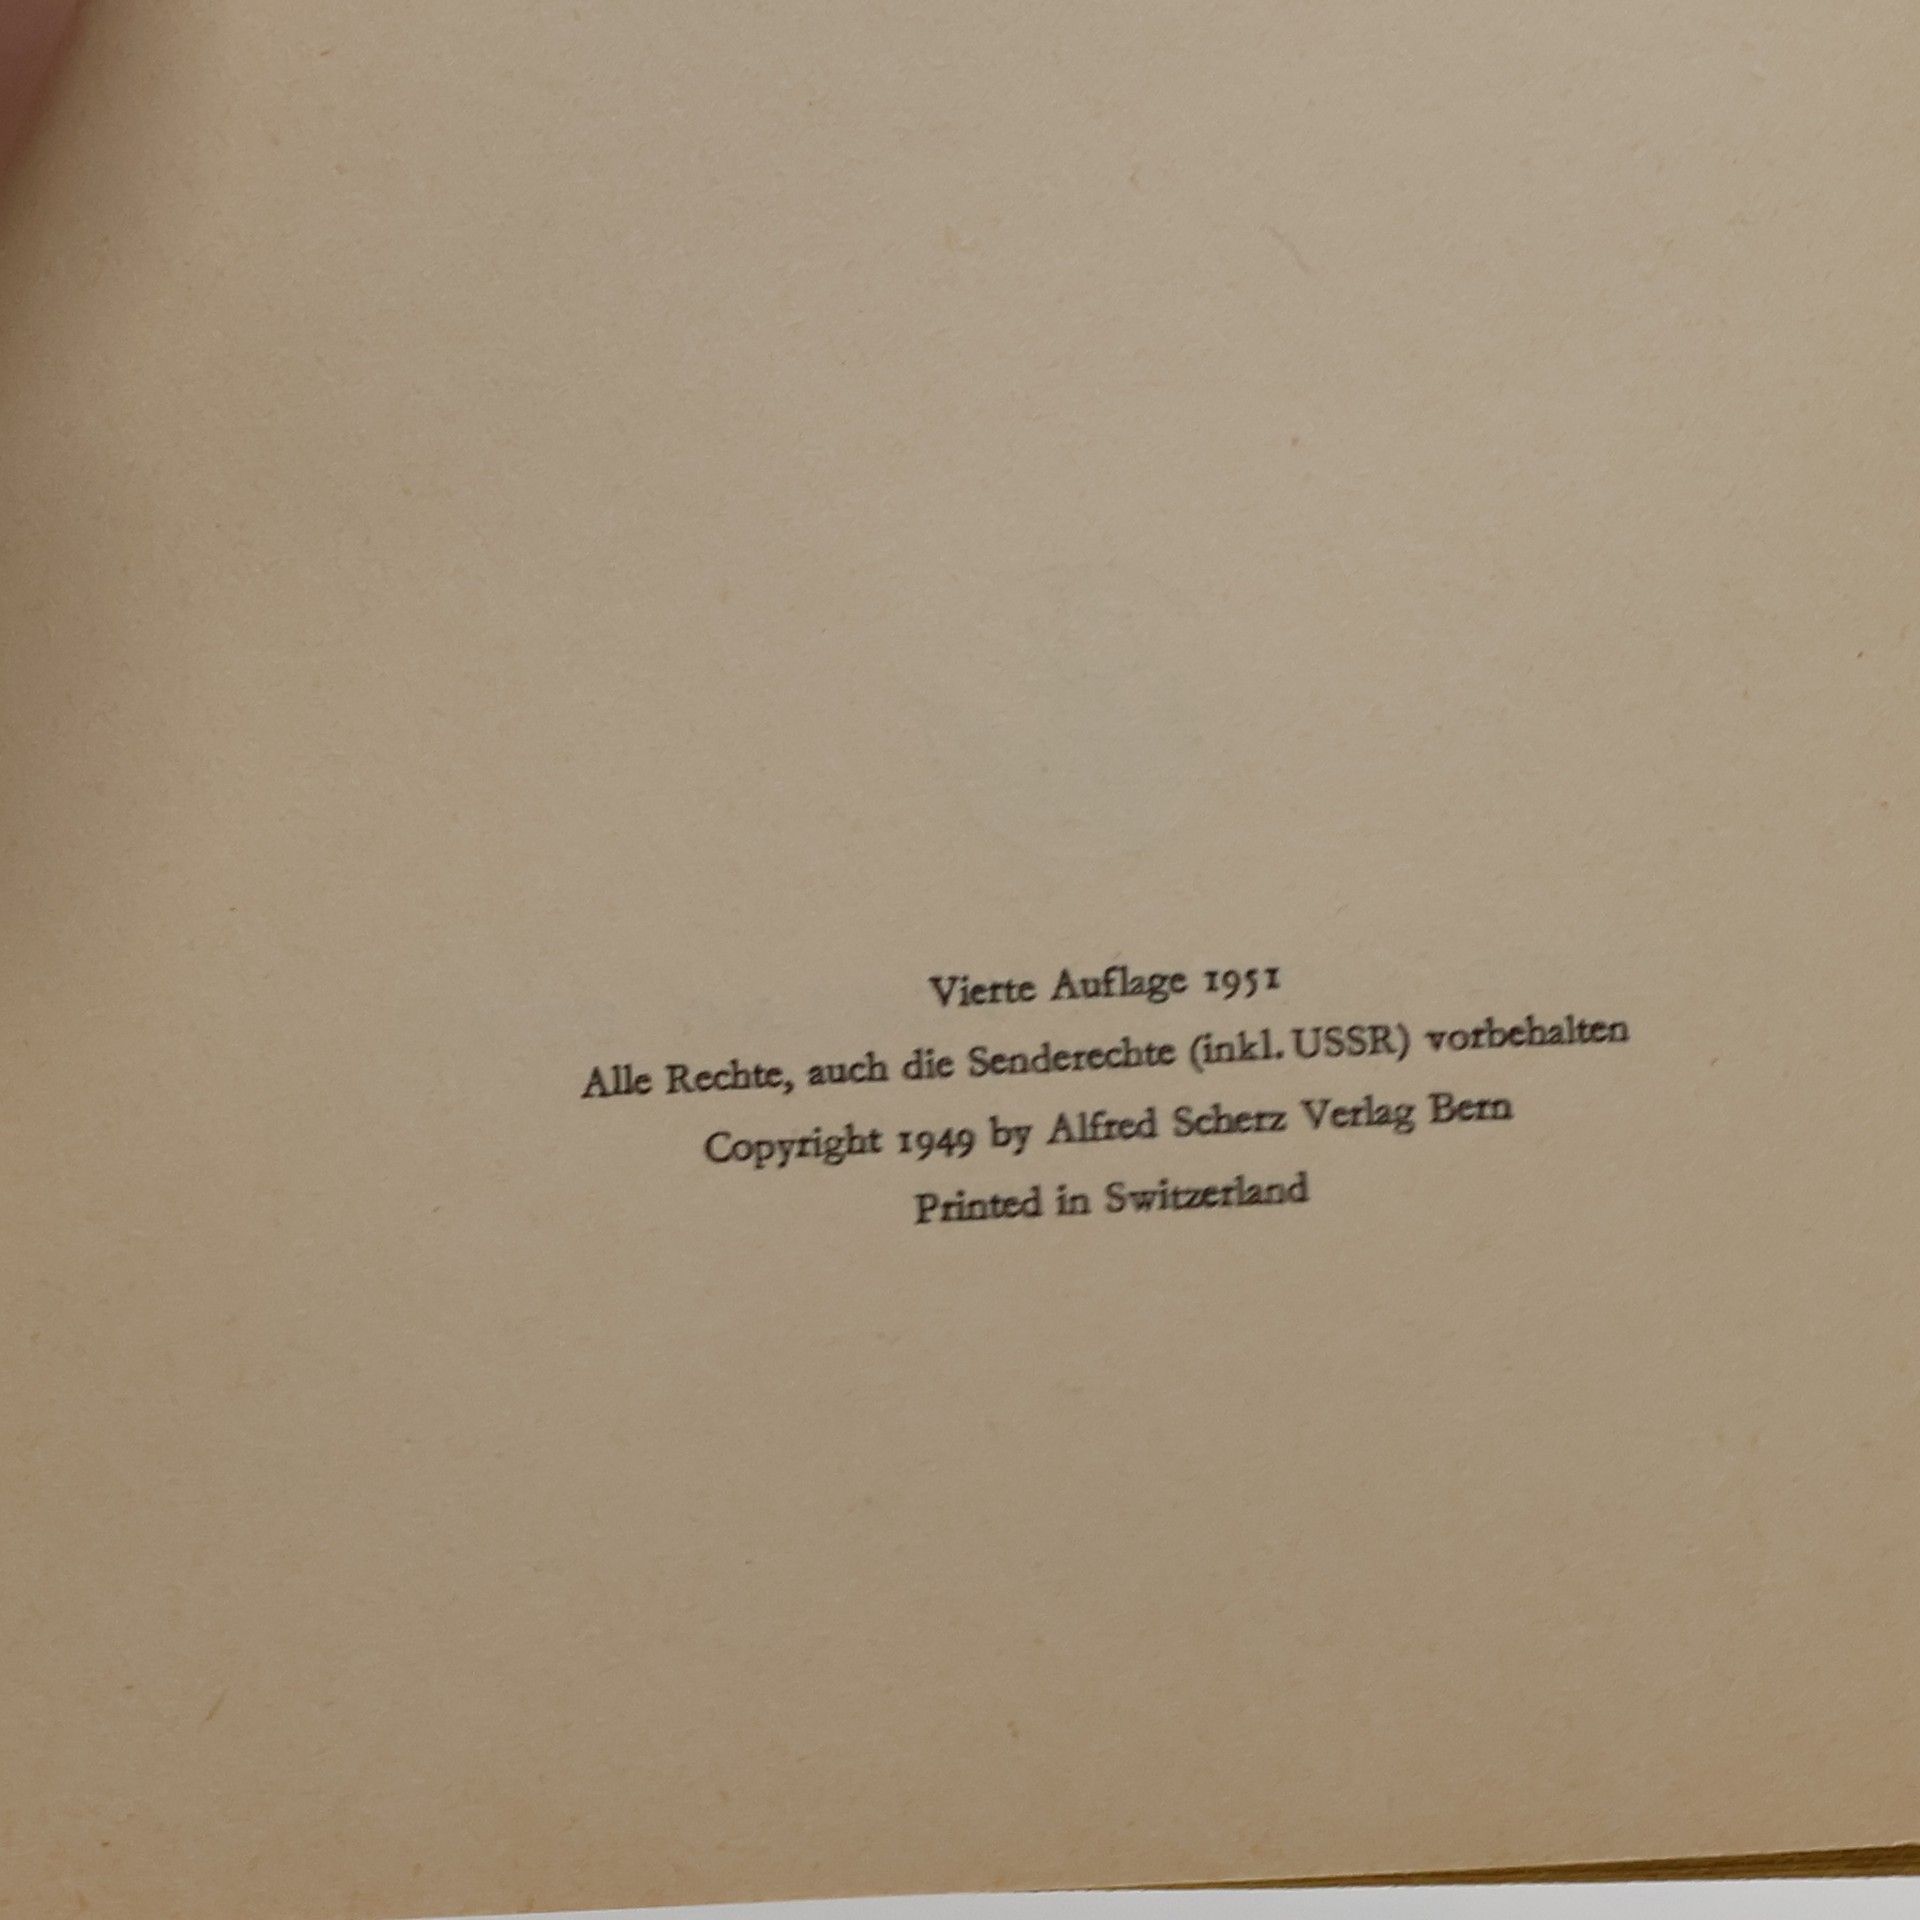 Vierte Auflage 1951
Alle Rechte, auch die Senderechte (inkl. USSR) vorbehalten
Copyright 1949 by Alfred Scherz Verlag Bern
Printed in Switzerland